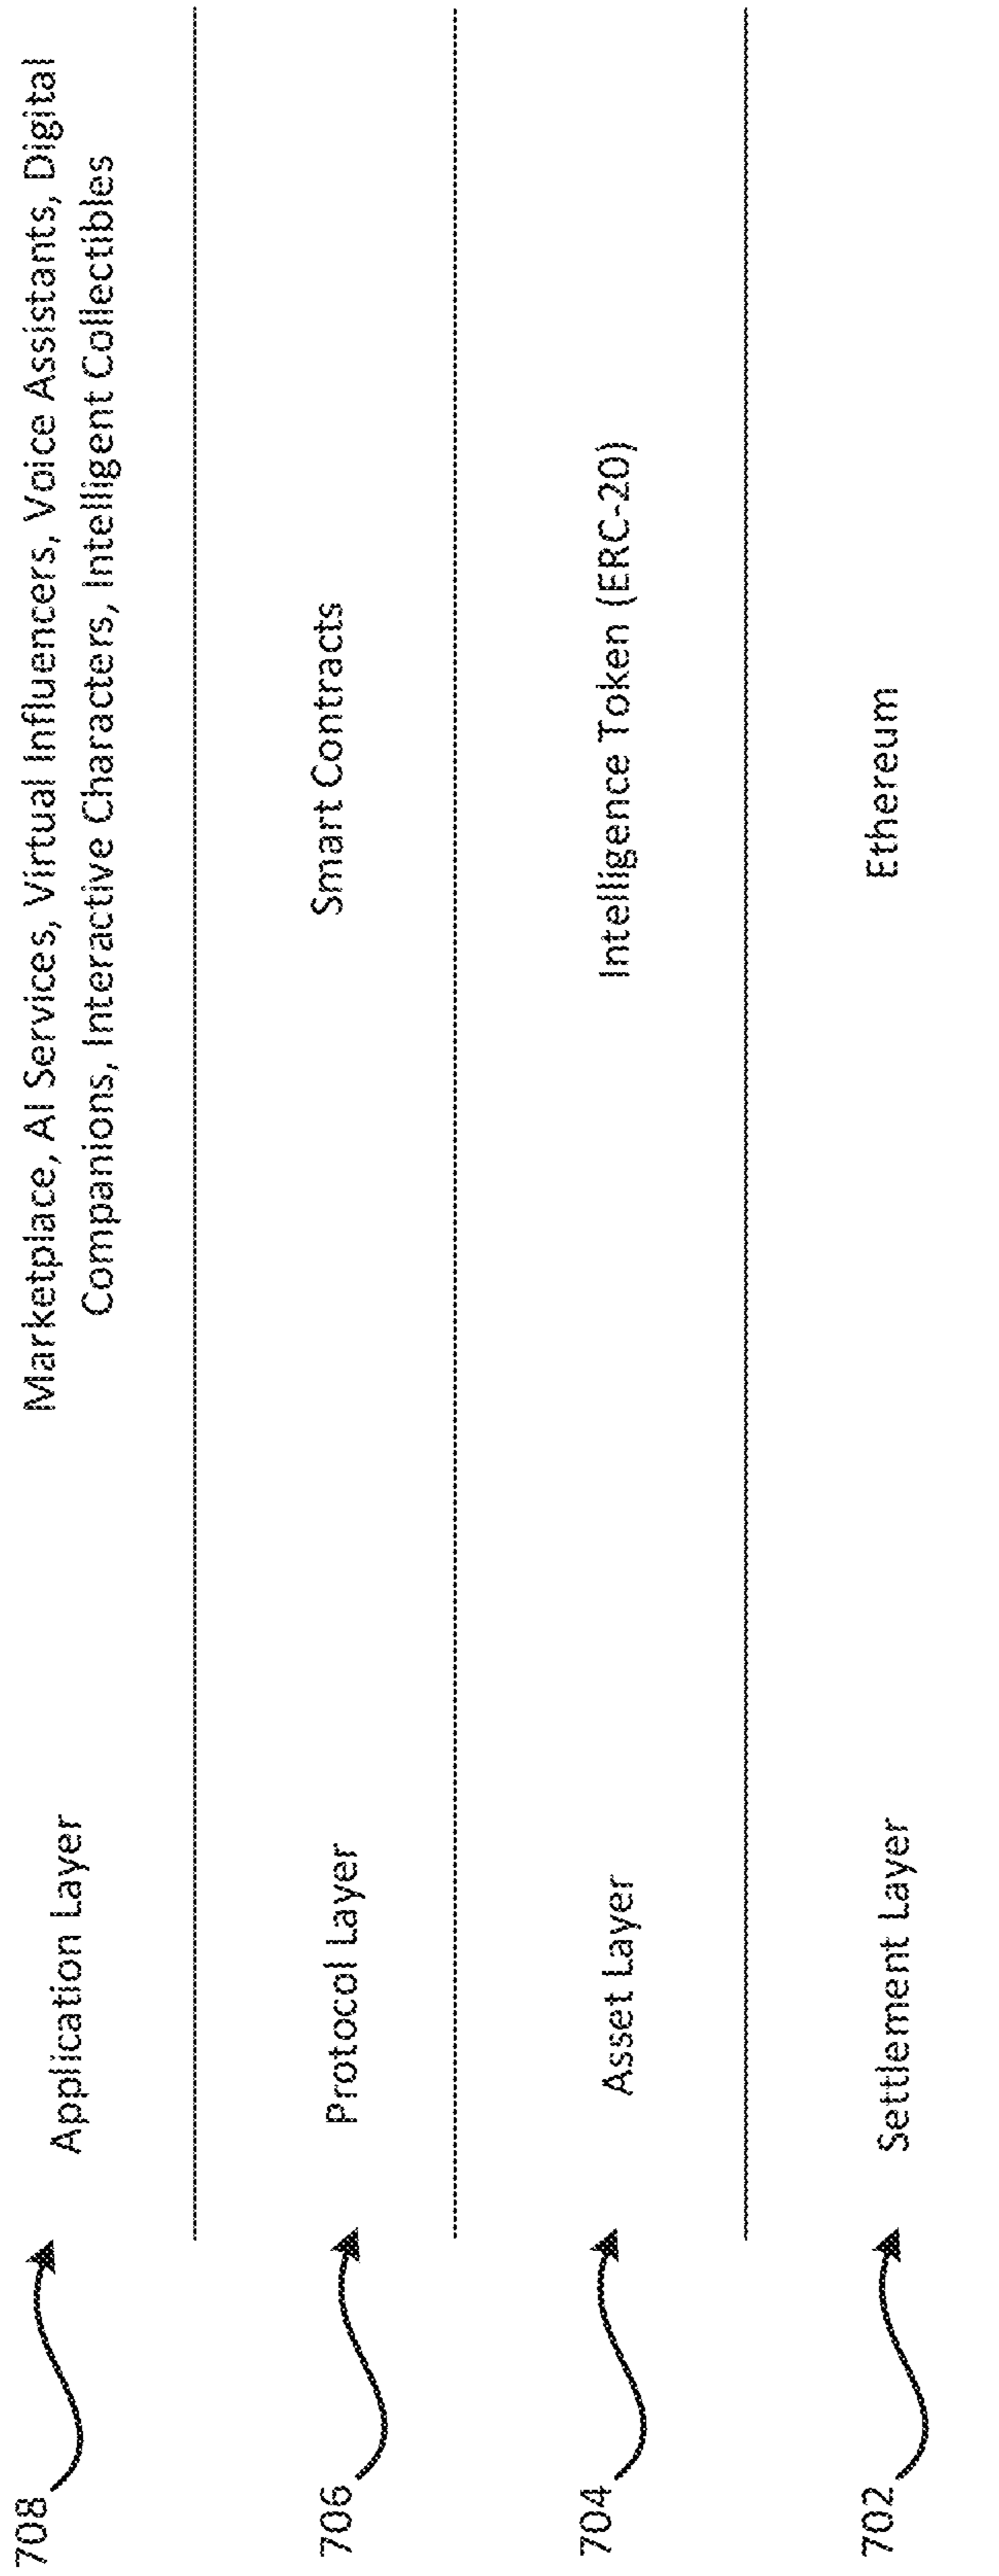 708
Application Layer
Marketplace, AI Services, Virtual Influencers, Voice Assistants, Digital
Companions, Interactive Characters, Intelligent Collectibles
706
Protocol Layer
Smart Contracts
704
Asset Layer
Intelligence Token (ERC-20)
702
Settlement Layer
Ethereum